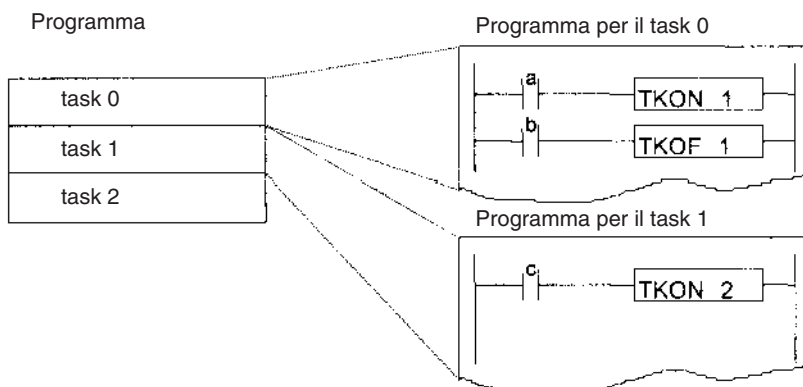 Programma
task 0
task 1
task 2
Programma per il task 0
a
TKON 1
b
TKOF 1
Programma per il task 1
c
TKON 2